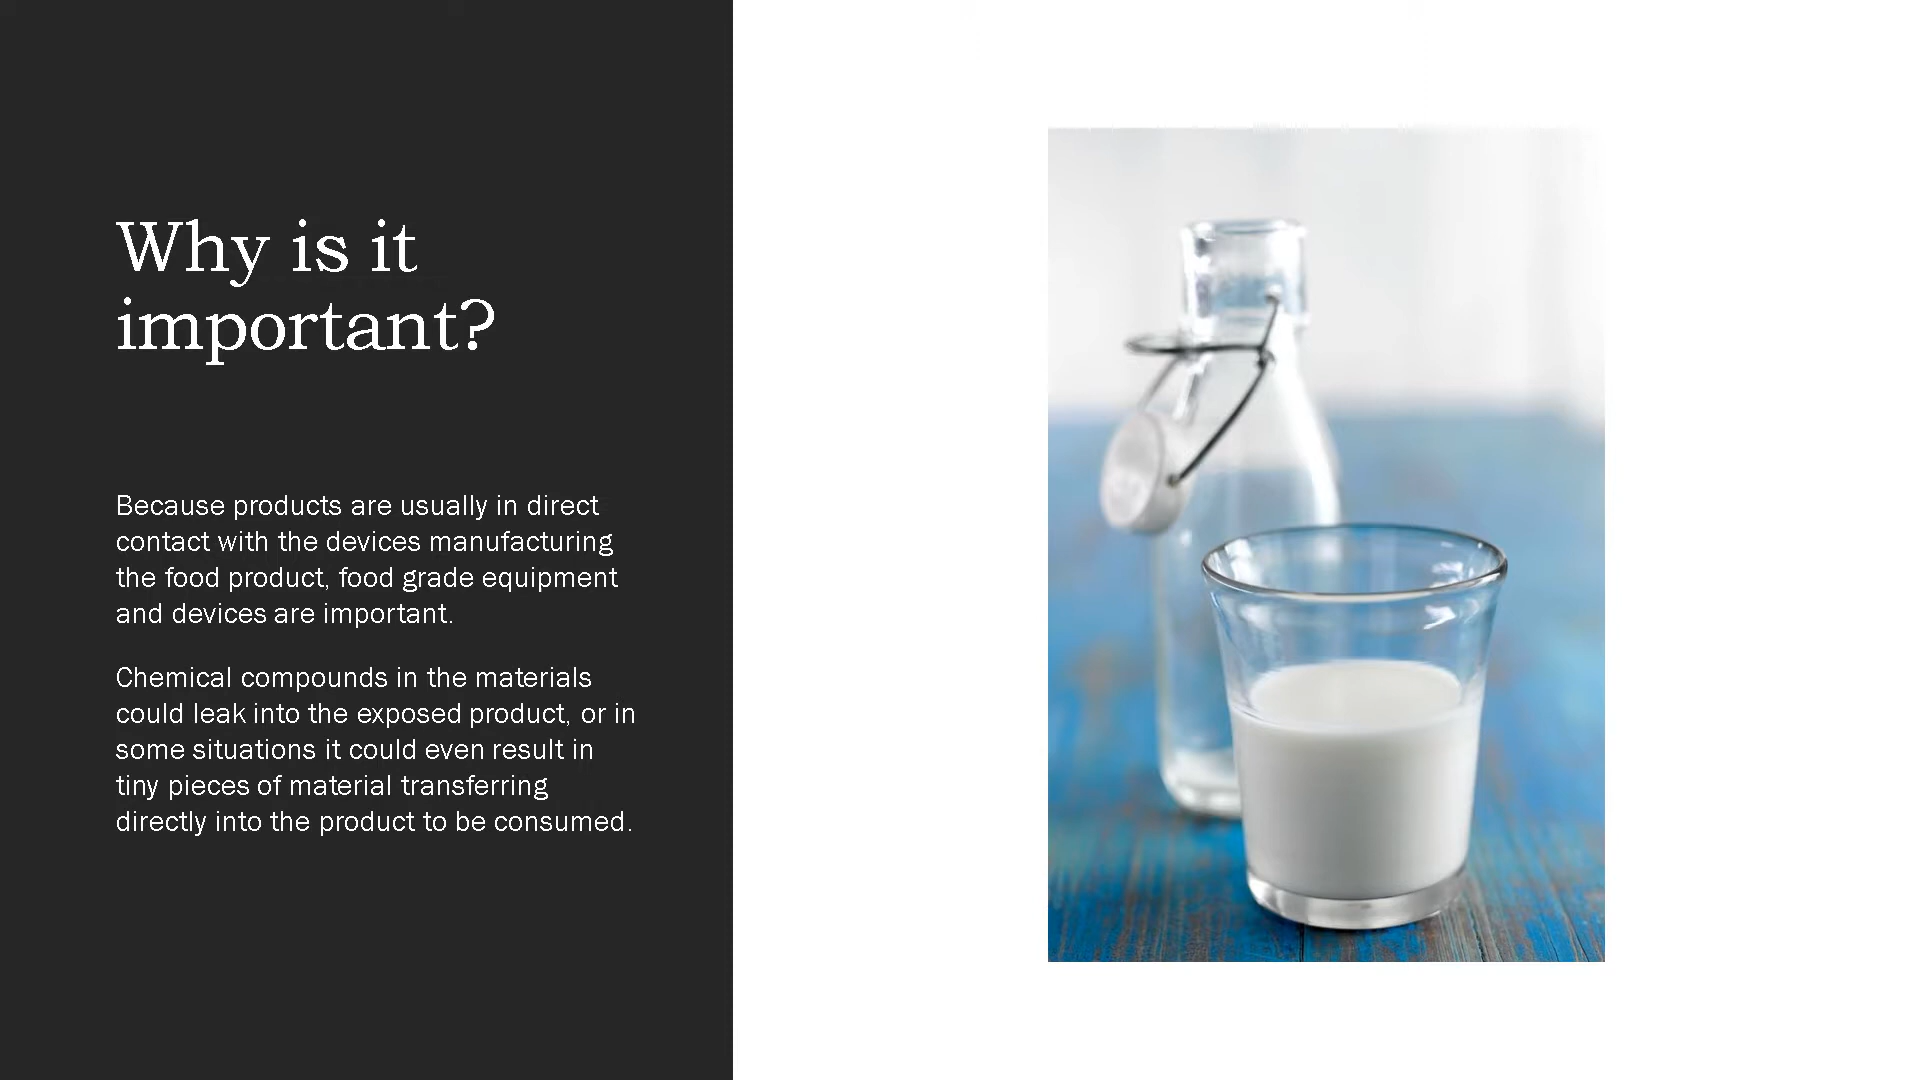 Why is it
important?
Because products are usually in direct
contact with the devices manufacturing
the food product, food grade equipment
and devices are important.
Chemical compounds in the materials
could leak into the exposed product, or in
some situations it could even result in
tiny pieces of material transferring
directly into the product to be consumed.